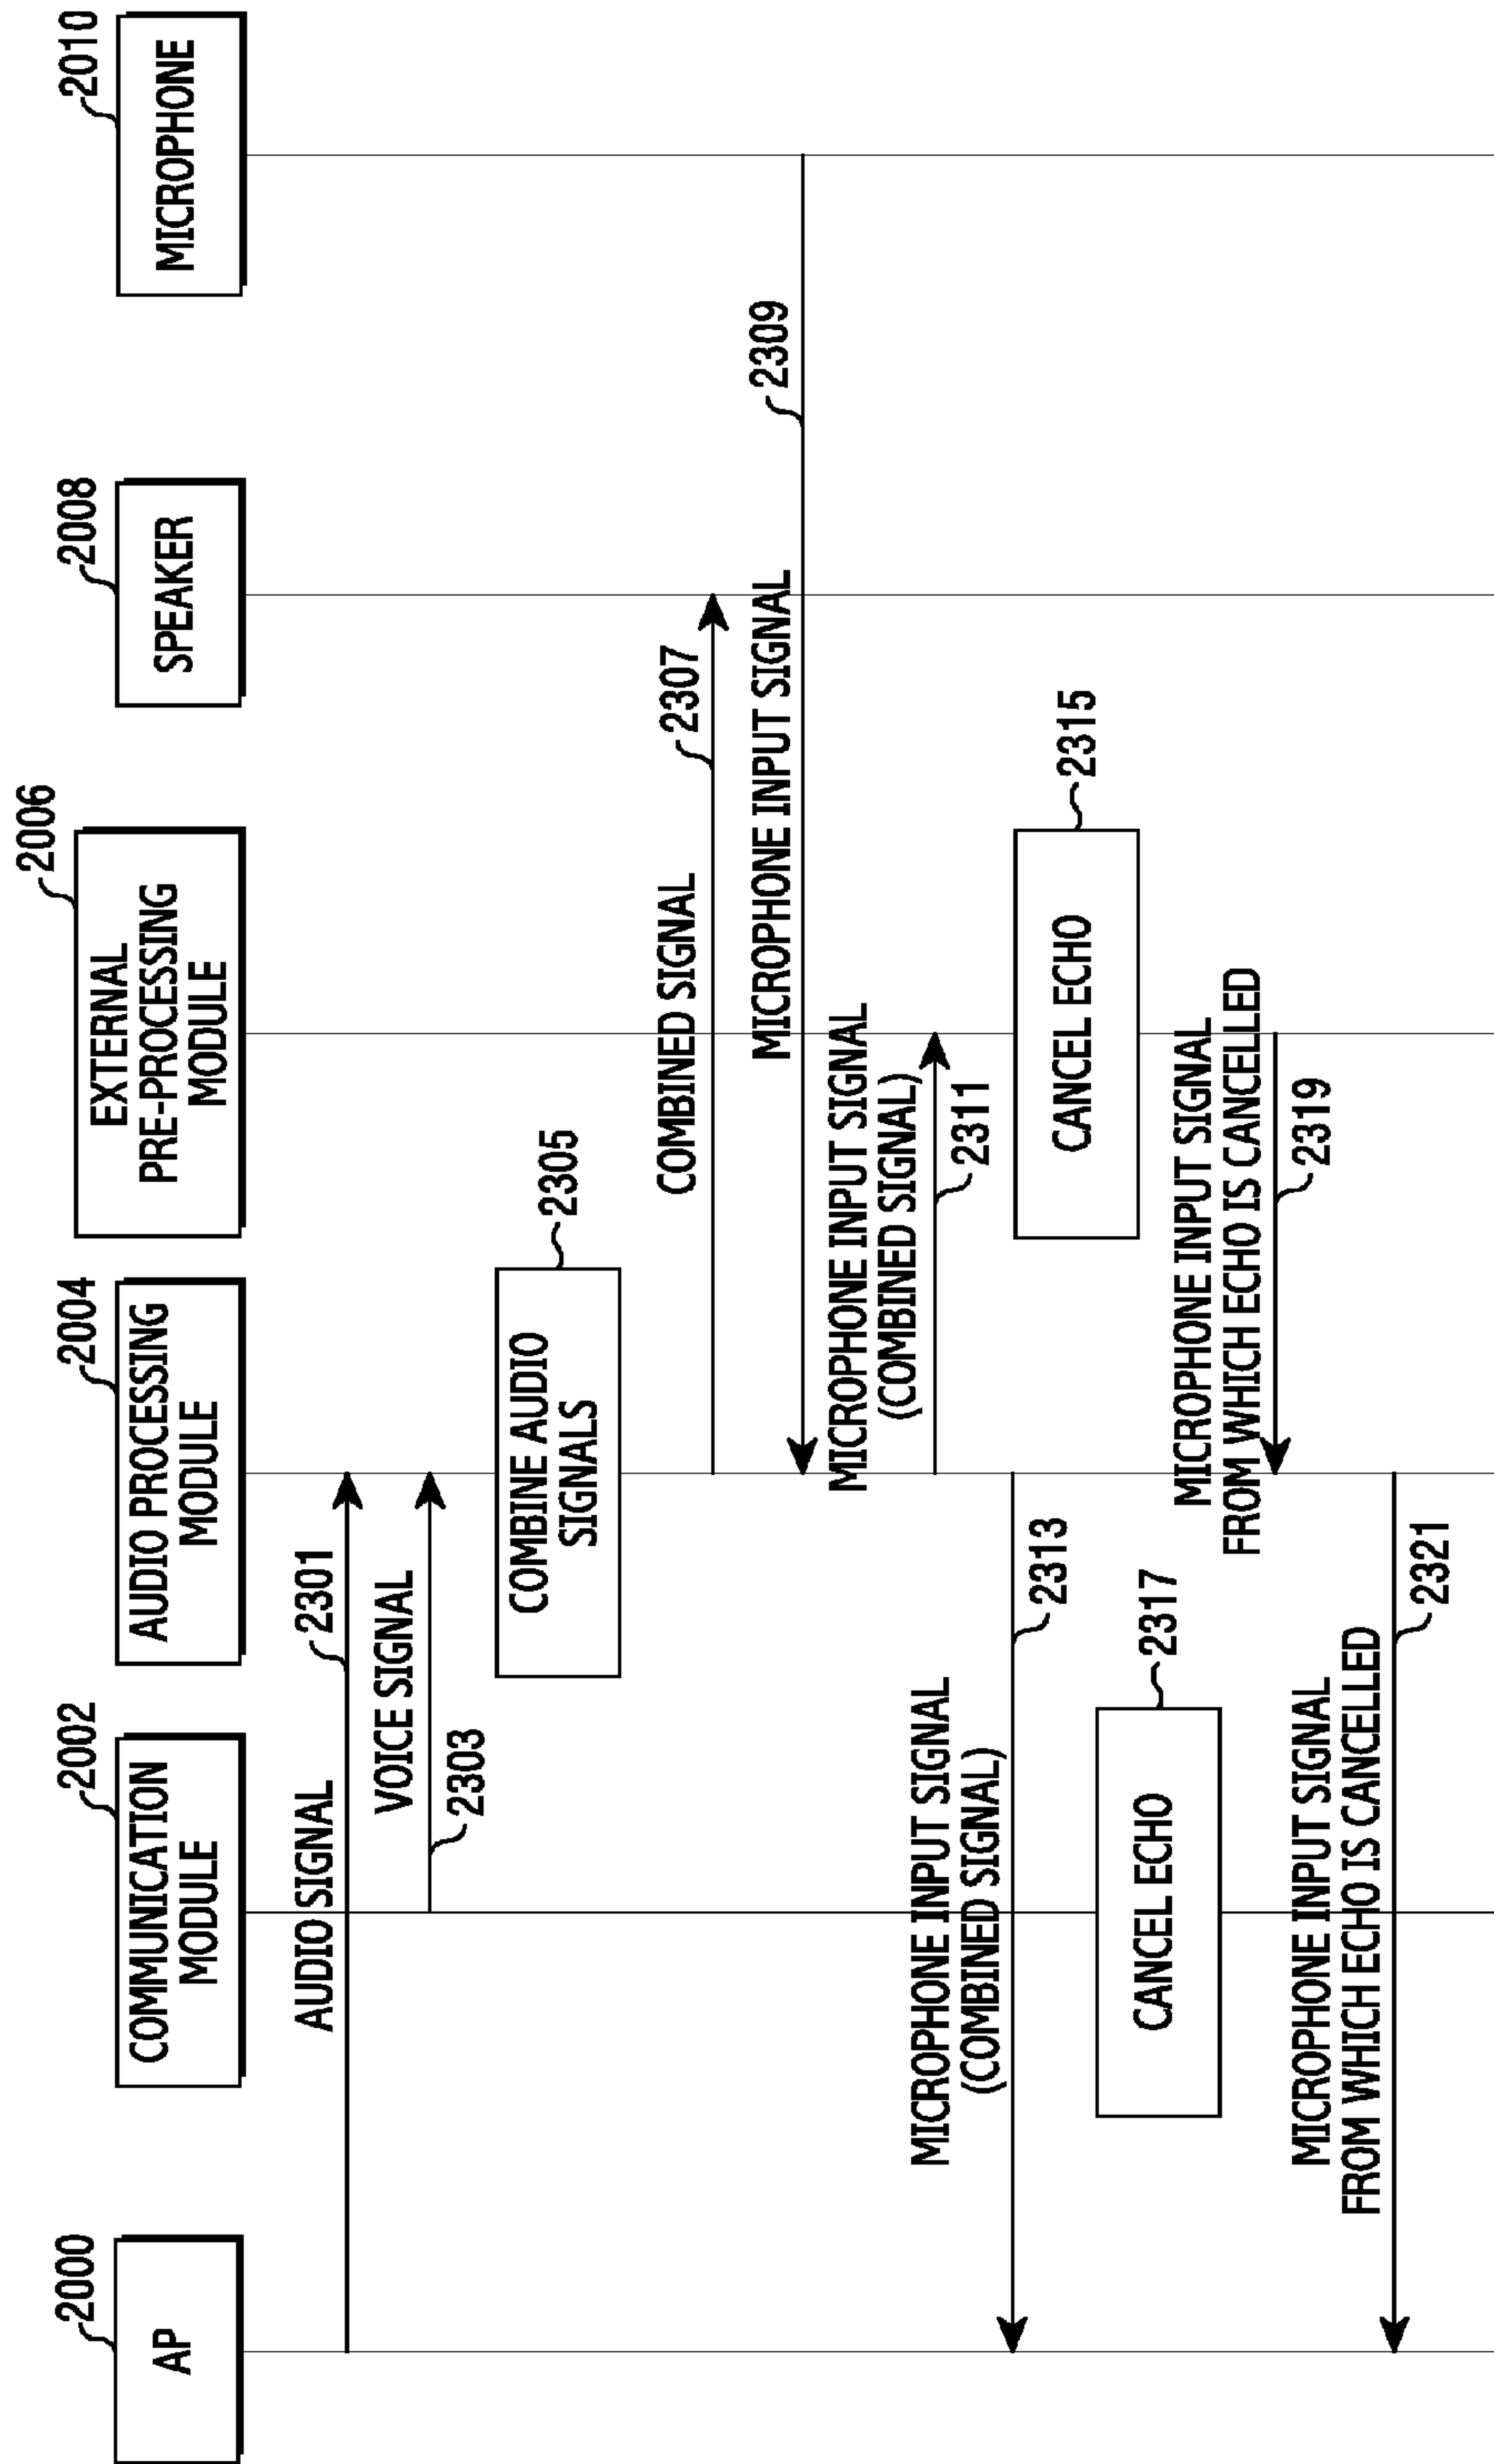 2000
AP
2002
COMMUNICATION
MODULE
2004
AUDIO PROCESSING
MODULE
2006
EXTERNAL
PRE-PROCESSING
MODULE
2008
SPEAKER
2010
MICROPHONE
AUDIO SIGNAL
2301
VOICE SIGNAL
2303
COMBINE AUDIO
SIGNALS
2305
COMBINED SIGNAL
2307
MICROPHONE INPUT SIGNAL
2309
MICROPHONE INPUT SIGNAL
(COMBINED SIGNAL)
2311
MICROPHONE INPUT SIGNAL
(COMBINED SIGNAL)
2313
CANCEL ECHO
2315
CANCEL ECHO
2317
MICROPHONE INPUT SIGNAL
FROM WHICH ECHO IS CANCELLED
2319
MICROPHONE INPUT SIGNAL
FROM WHICH ECHO IS CANCELLED
2321